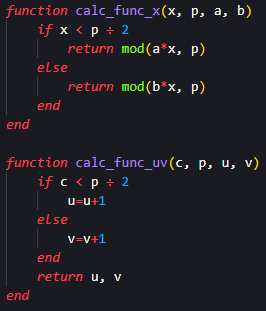 function calc_func_x(x, p, a, b)
if x < p ÷ 2
return mod(a*x, p)
else
return mod(b*x, p)
end
end
function calc_func_uv(c, p, u, v)
if c < p ÷ 2
u=u+1
else
v=v+1
end
return u, v
end